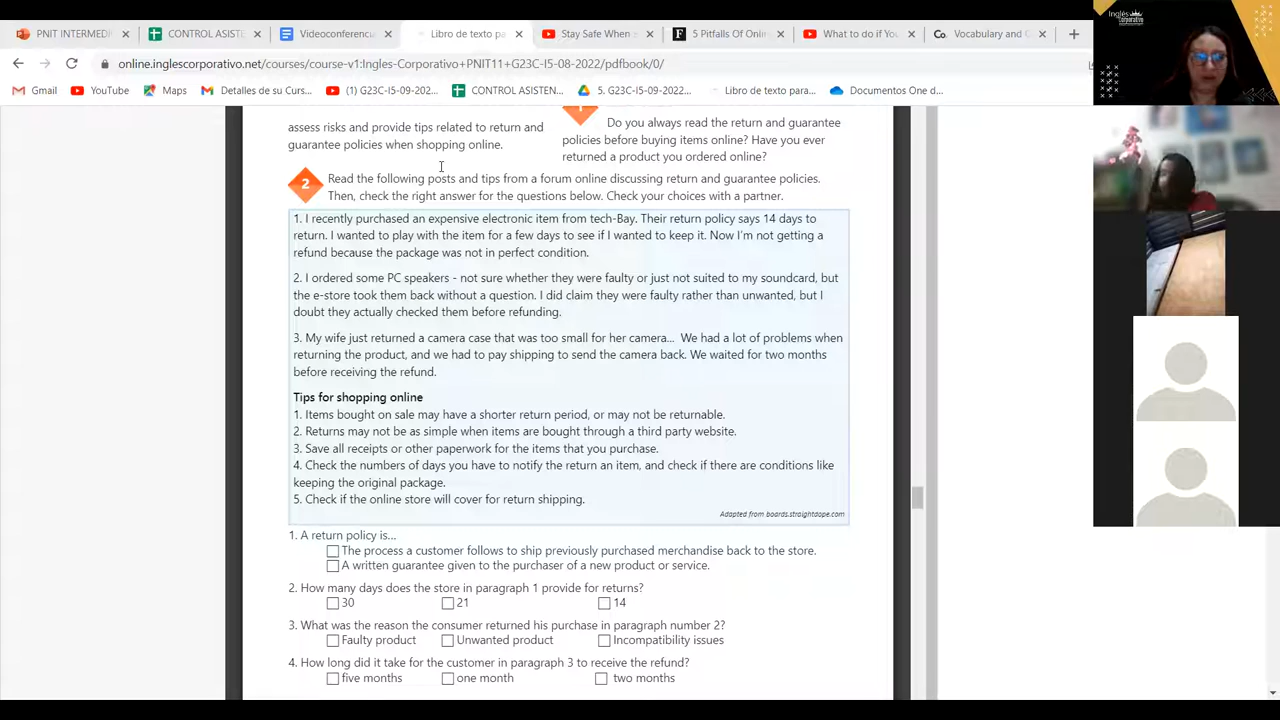 PNIT INTERMEDI
CONTROL ASISTE
Videoconferenc
Libro de texto pa
Stay Safe When
5 Pitfalls Of Onlin
What to do if You
Co. Vocabulary and G
online.inglescorporativo.net/courses/course-v1:Ingles-Corporativo+PNIT11+G23C-I5-08-2022/pdfbook/0/
Gmail
YouTube
Maps
Detalles de su Curs...
(1) G23C-I5-09-202...
CONTROL ASISTEN...
5. G23C-I5-09-2022...
Libro de texto para...
Documentos One d...
Inglés
Corporativo
assess risks and provide tips related to return and
guarantee policies when shopping online.
1
Do you always read the return and guarantee
policies before buying items online? Have you ever
returned a product you ordered online?
2
Read the following posts and tips from a forum online discussing return and guarantee policies.
Then, check the right answer for the questions below. Check your choices with a partner.
1. I recently purchased an expensive electronic item from tech-Bay. Their return policy says 14 days to
return. I wanted to play with the item for a few days to see if I wanted to keep it. Now I'm not getting a
refund because the package was not in perfect condition.
2. I ordered some PC speakers - not sure whether they were faulty or just not suited to my soundcard, but
the e-store took them back without a question. I did claim they were faulty rather than unwanted, but I
doubt they actually checked them before refunding.
3. My wife just returned a camera case that was too small for her camera... We had a lot of problems when
returning the product, and we had to pay shipping to send the camera back. We waited for two months
before receiving the refund.
Tips for shopping online
1. Items bought on sale may have a shorter return period, or may not be returnable.
2. Returns may not be as simple when items are bought through a third party website.
3. Save all receipts or other paperwork for the items that you purchase.
4. Check the numbers of days you have to notify the return an item, and check if there are conditions like
keeping the original package.
5. Check if the online store will cover for return shipping.
Adapted from boards.straightdope.com
1. A return policy is...
The process a customer follows to ship previously purchased merchandise back to the store.
A written guarantee given to the purchaser of a new product or service.
2. How many days does the store in paragraph 1 provide for returns?
30 21 14
3. What was the reason the consumer returned his purchase in paragraph number 2?
Faulty product Unwanted product Incompatibility issues
4. How long did it take for the customer in paragraph 3 to receive the refund?
five months one month two months